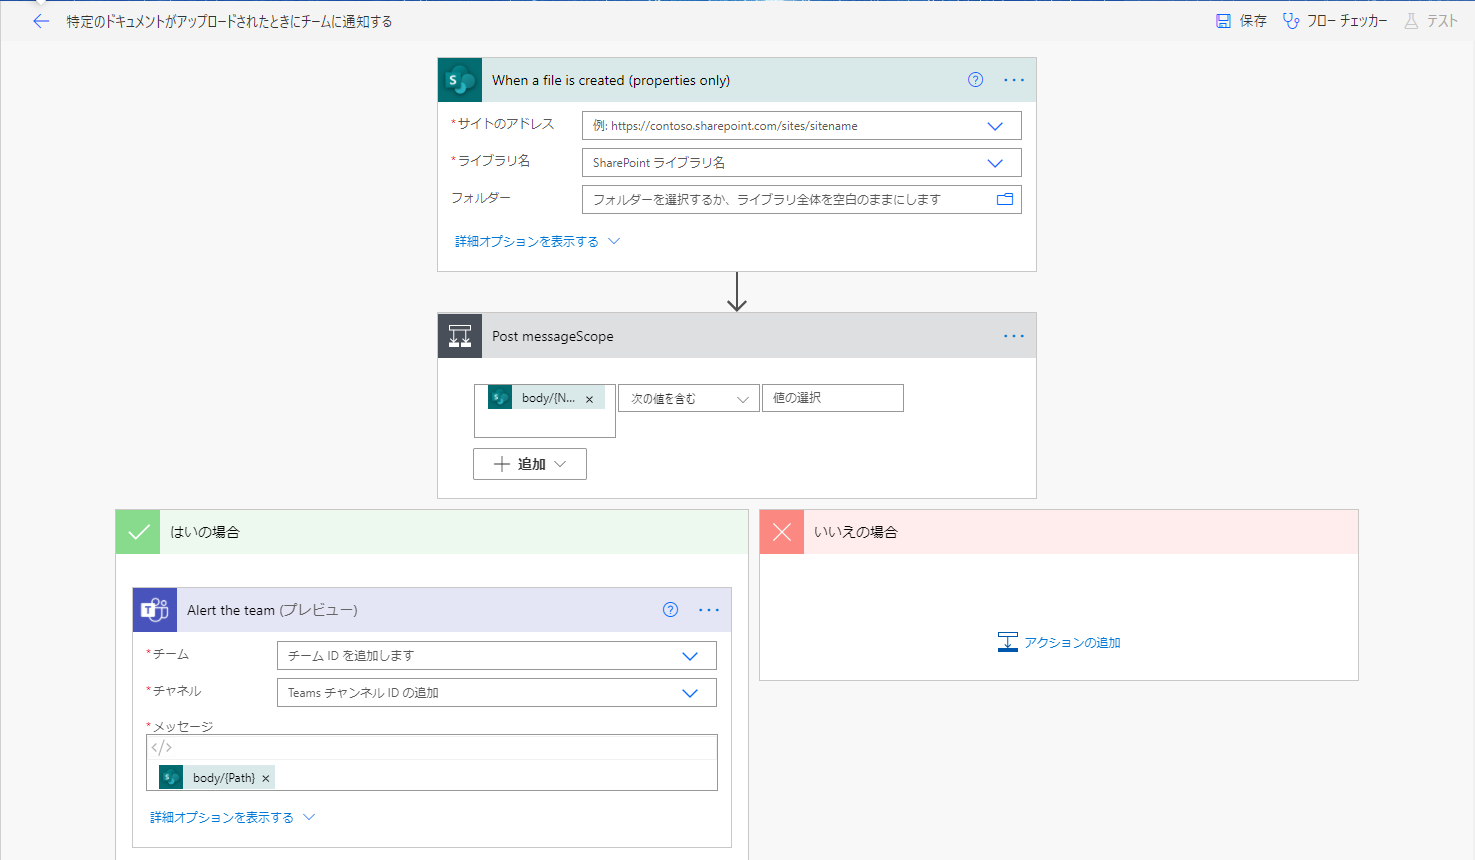 特定のドキュメントがアップロードされたときにチームに通知する
保存
フロー チェッカー
テスト
When a file is created (properties only)
*サイトのアドレス
例: https://contoso.sharepoint.com/sites/sitename
*ライブラリ名
SharePoint ライブラリ名
フォルダー
フォルダーを選択するか、ライブラリ全体を空白のままにします
詳細オプションを表示する
Post messageScope
body/{N...
次の値を含む
値の選択
追加
はいの場合
いいえの場合
Alert the team (プレビュー)
*チーム
チーム ID を追加します
*チャネル
Teams チャンネル ID の追加
*メッセージ
</>
body/{Path}
詳細オプションを表示する
アクションの追加